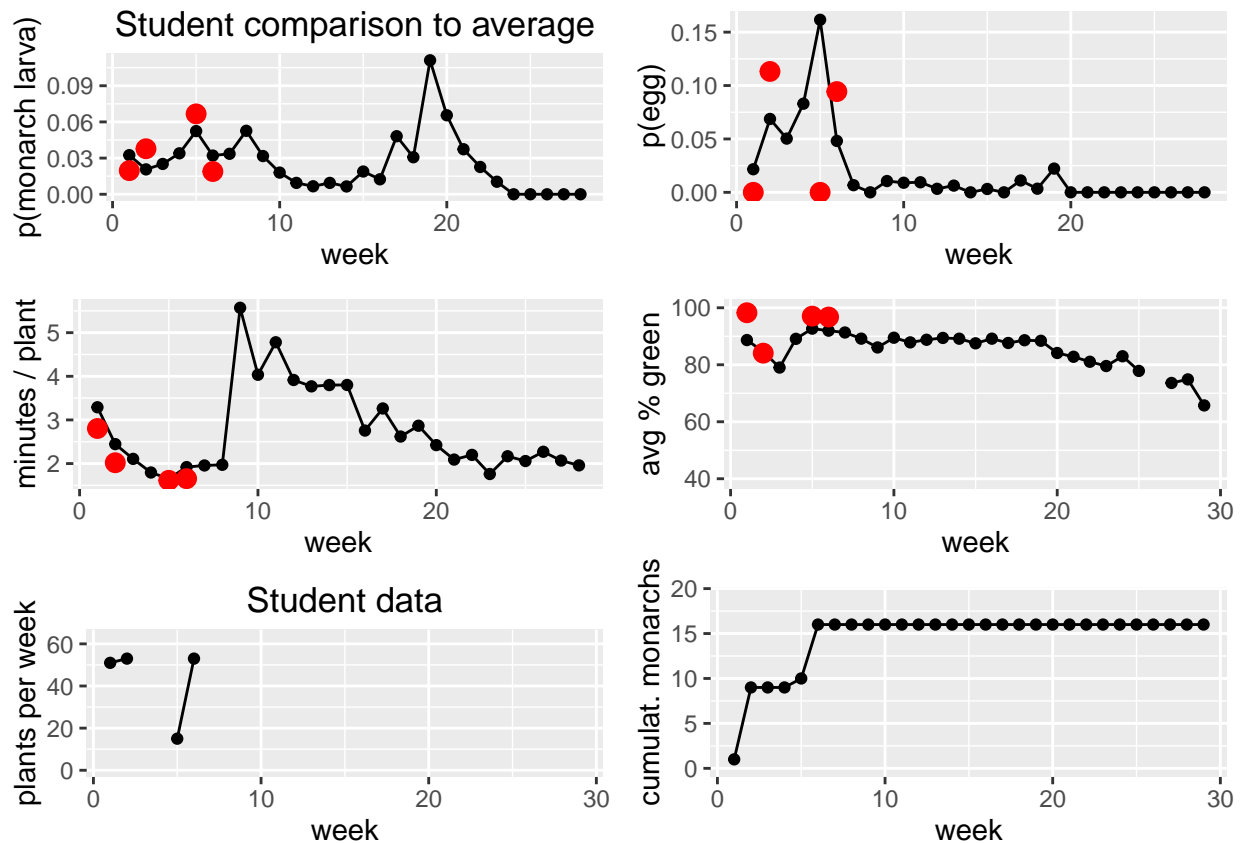 Student comparison to average
p(monarch larva)
0.09
0.06
0.03
0.00
0 10 20
week
p(egg)
0.15
0.10
0.05
0.00
0 10 20
week
minutes / plant
5
4
3
2
0 10 20
week
avg % green
100
80
60
40
0 10 20 30
week
Student data
plants per week
60
40
20
0
0 10 20 30
week
cumulat. monarchs
20
15
10
5
0
0 10 20 30
week